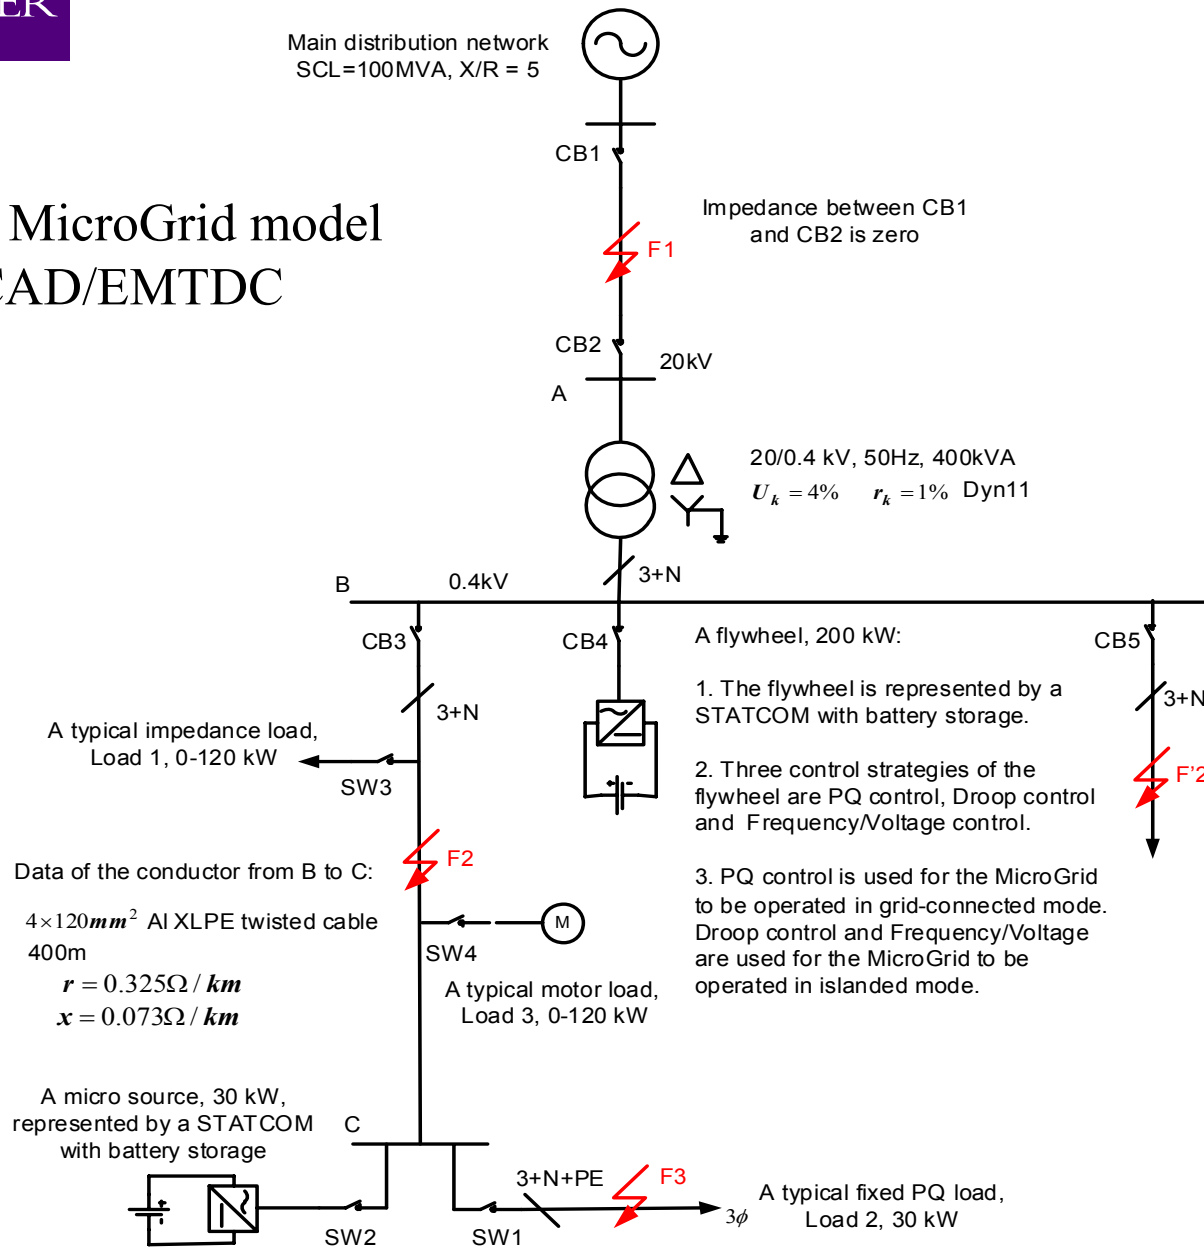 Main distribution network
SCL=100MVA, X/R = 5
CB1
MicroGrid model
CAD/EMTDC
Impedance between CB1
and CB2 is zero
F1
CB2
20kV
A
20/0.4 kV, 50Hz, 400kVA
U_k = 4% r_k = 1% Dyn11
3+N
B
0.4kV
CB3
CB4
CB5
A flywheel, 200 kW:
1. The flywheel is represented by a
STATCOM with battery storage.
2. Three control strategies of the
flywheel are PQ control, Droop control
and Frequency/Voltage control.
3. PQ control is used for the MicroGrid
to be operated in grid-connected mode.
Droop control and Frequency/Voltage
are used for the MicroGrid to be
operated in islanded mode.
3+N
3+N
A typical impedance load,
Load 1, 0-120 kW
SW3
F'2
F2
Data of the conductor from B to C:
4×120mm² Al XLPE twisted cable
400m
r = 0.325Ω / km
x = 0.073Ω / km
SW4
M
A typical motor load,
Load 3, 0-120 kW
A micro source, 30 kW,
represented by a STATCOM
with battery storage
C
3+N+PE
F3
SW2
SW1
3ϕ
A typical fixed PQ load,
Load 2, 30 kW